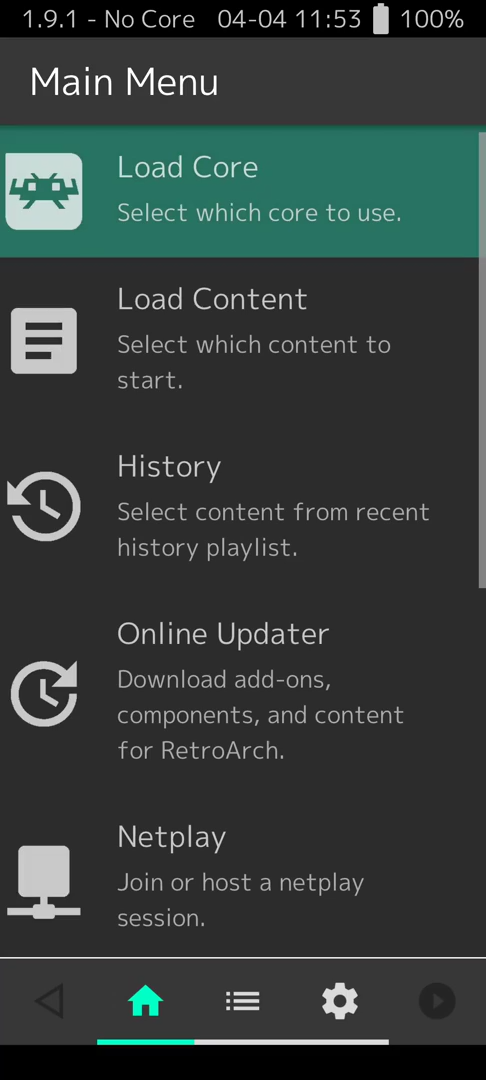 1.9.1 - No Core 04-04 11:53 100%
Main Menu
Load Core
Select which core to use.
Load Content
Select which content to
start.
History
Select content from recent
history playlist.
Online Updater
Download add-ons,
components, and content
for RetroArch.
Netplay
Join or host a netplay
session.